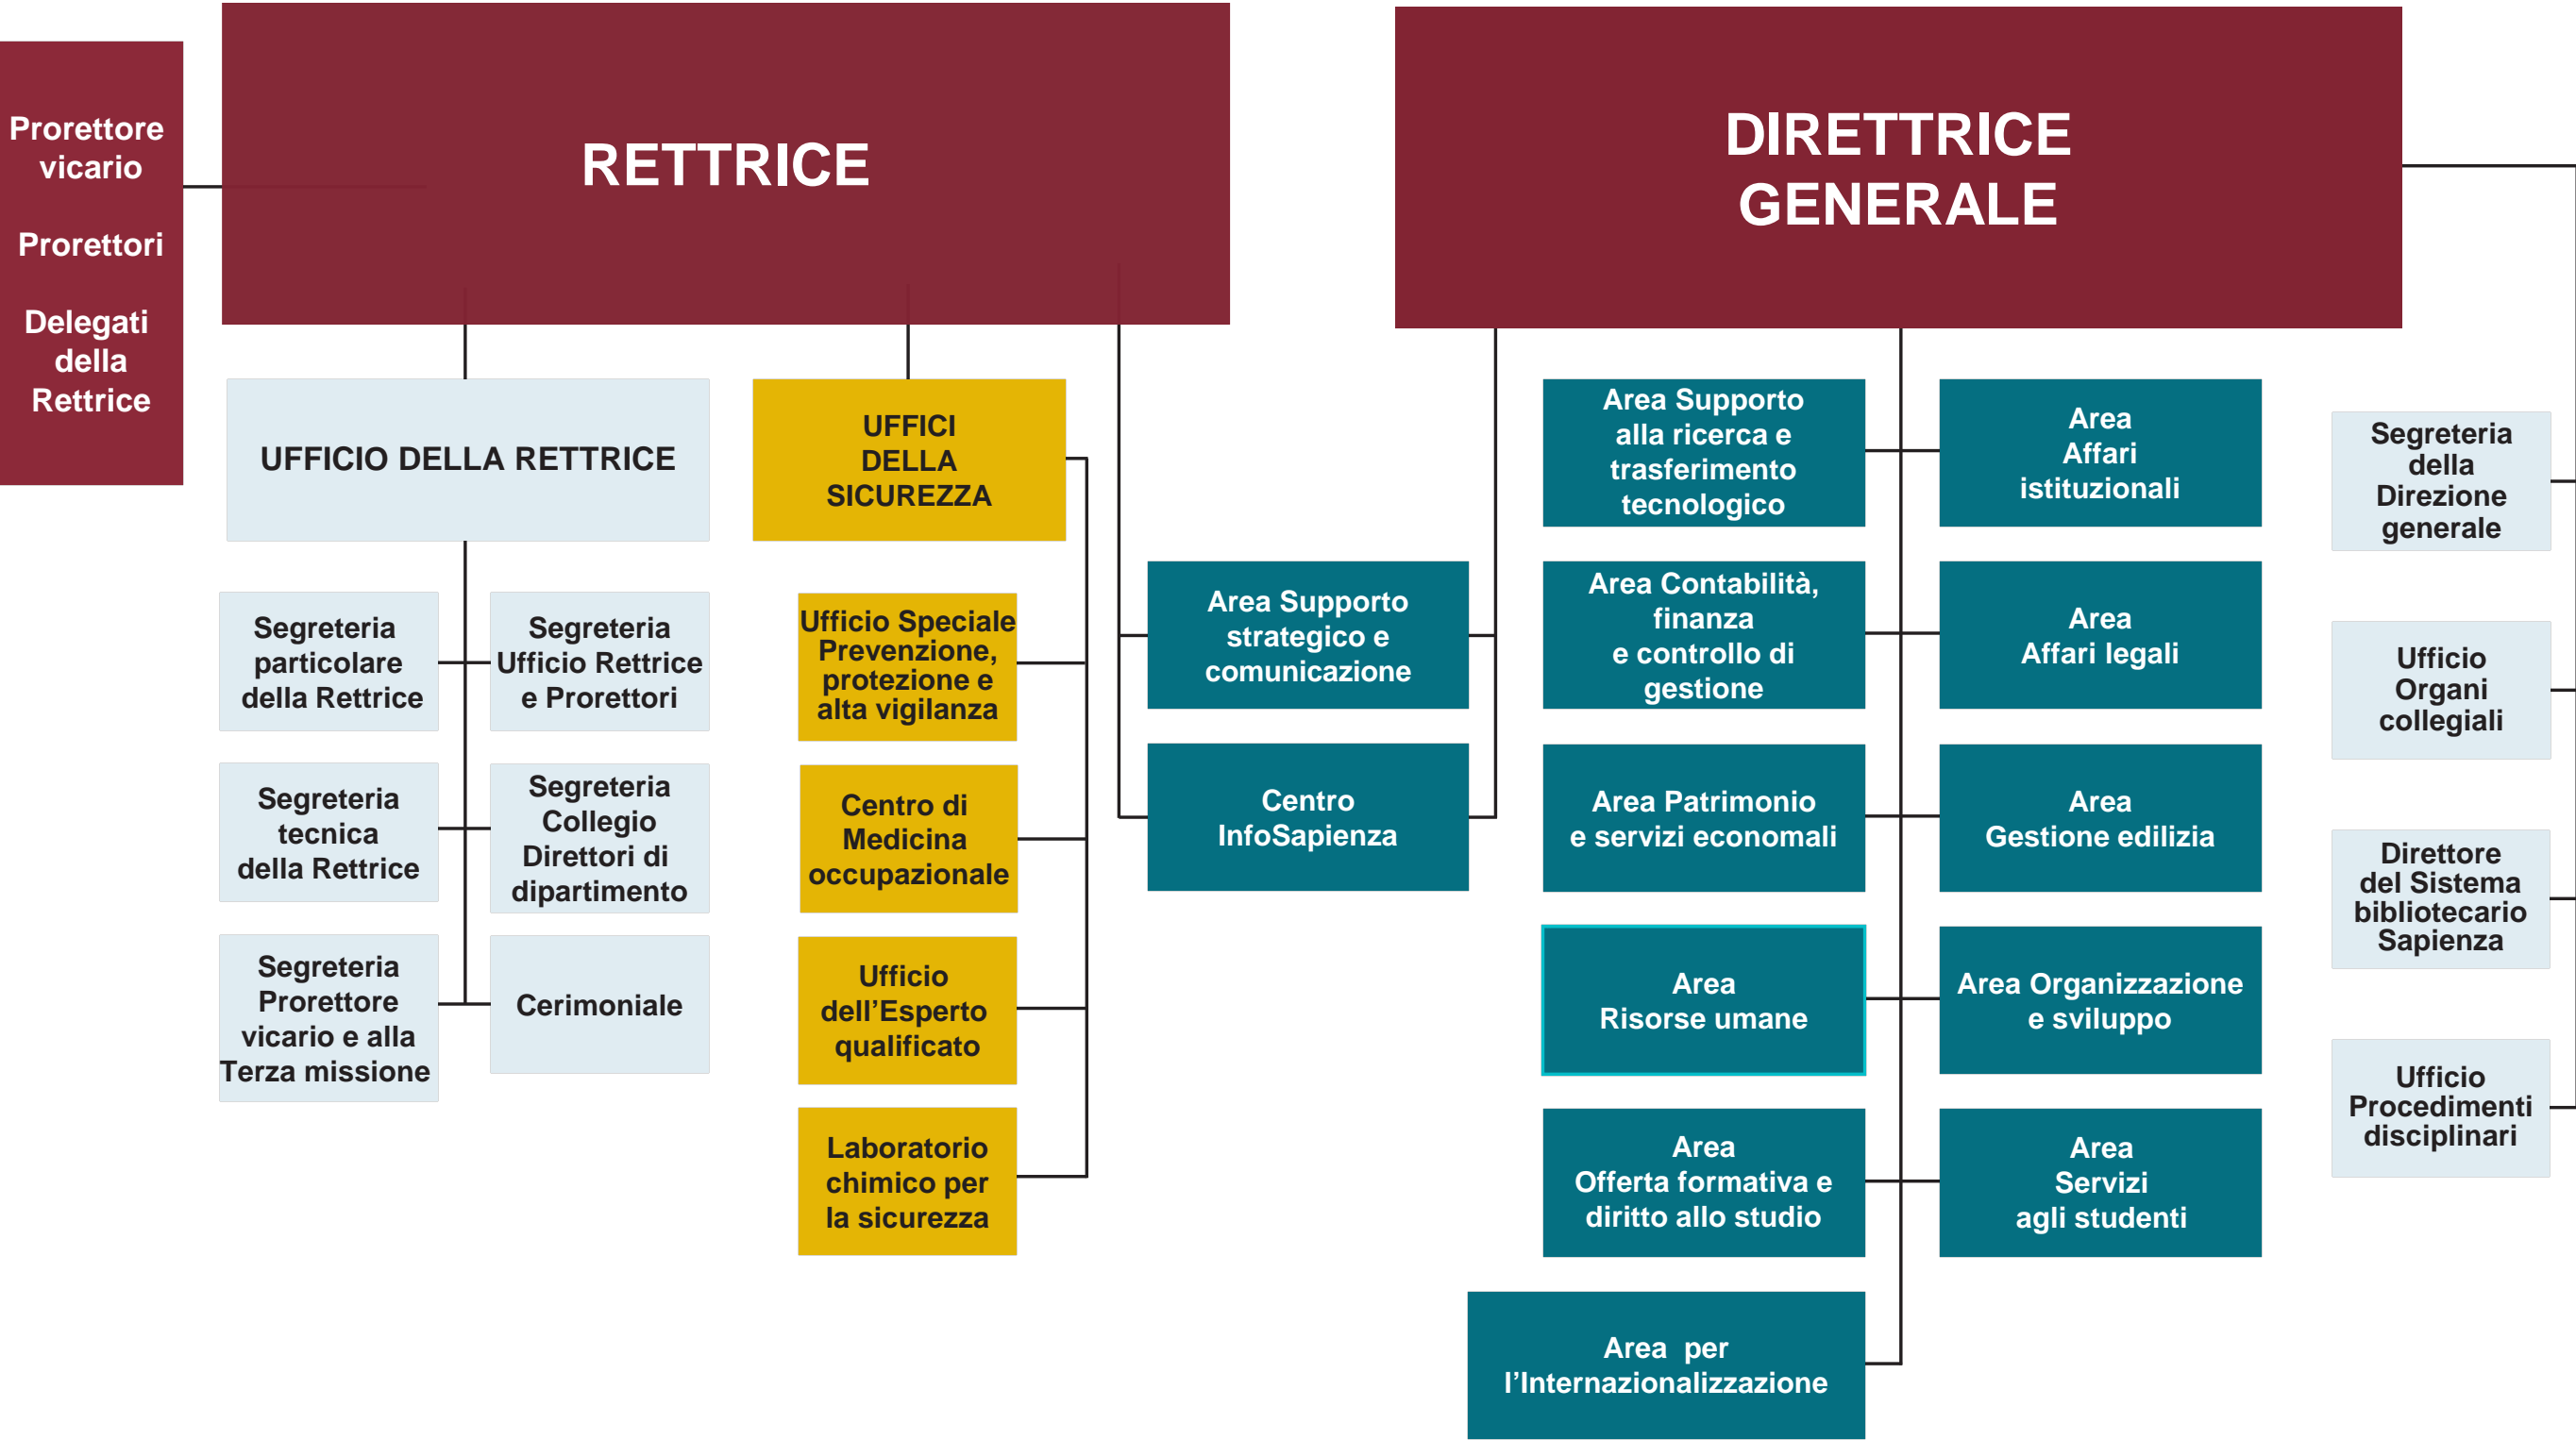 Prorettore
vicario
Prorettori
Delegati
della
Rettrice
RETTRICE
DIRETTRICE
GENERALE
UFFICIO DELLA RETTRICE
Segreteria
particolare
della Rettrice
Segreteria
Ufficio Rettrice
e Prorettori
Segreteria
tecnica
della Rettrice
Segreteria
Collegio
Direttori di
dipartimento
Segreteria
Prorettore
vicario e alla
Terza missione
Cerimoniale
UFFICI
DELLA
SICUREZZA
Ufficio Speciale
Prevenzione,
protezione e
alta vigilanza
Centro di
Medicina
occupazionale
Ufficio
dell’Esperto
qualificato
Laboratorio
chimico per
la sicurezza
Area Supporto
strategico e
comunicazione
Centro
InfoSapienza
Area Supporto
alla ricerca e
trasferimento
tecnologico
Area
Affari
istituzionali
Area Contabilità,
finanza
e controllo di
gestione
Area
Affari legali
Area Patrimonio
e servizi economali
Area
Gestione edilizia
Area
Risorse umane
Area Organizzazione
e sviluppo
Area
Offerta formativa e
diritto allo studio
Area
Servizi
agli studenti
Area per
l’Internazionalizzazione
Segreteria
della
Direzione
generale
Ufficio
Organi
collegiali
Direttore
del Sistema
bibliotecario
Sapienza
Ufficio
Procedimenti
disciplinari